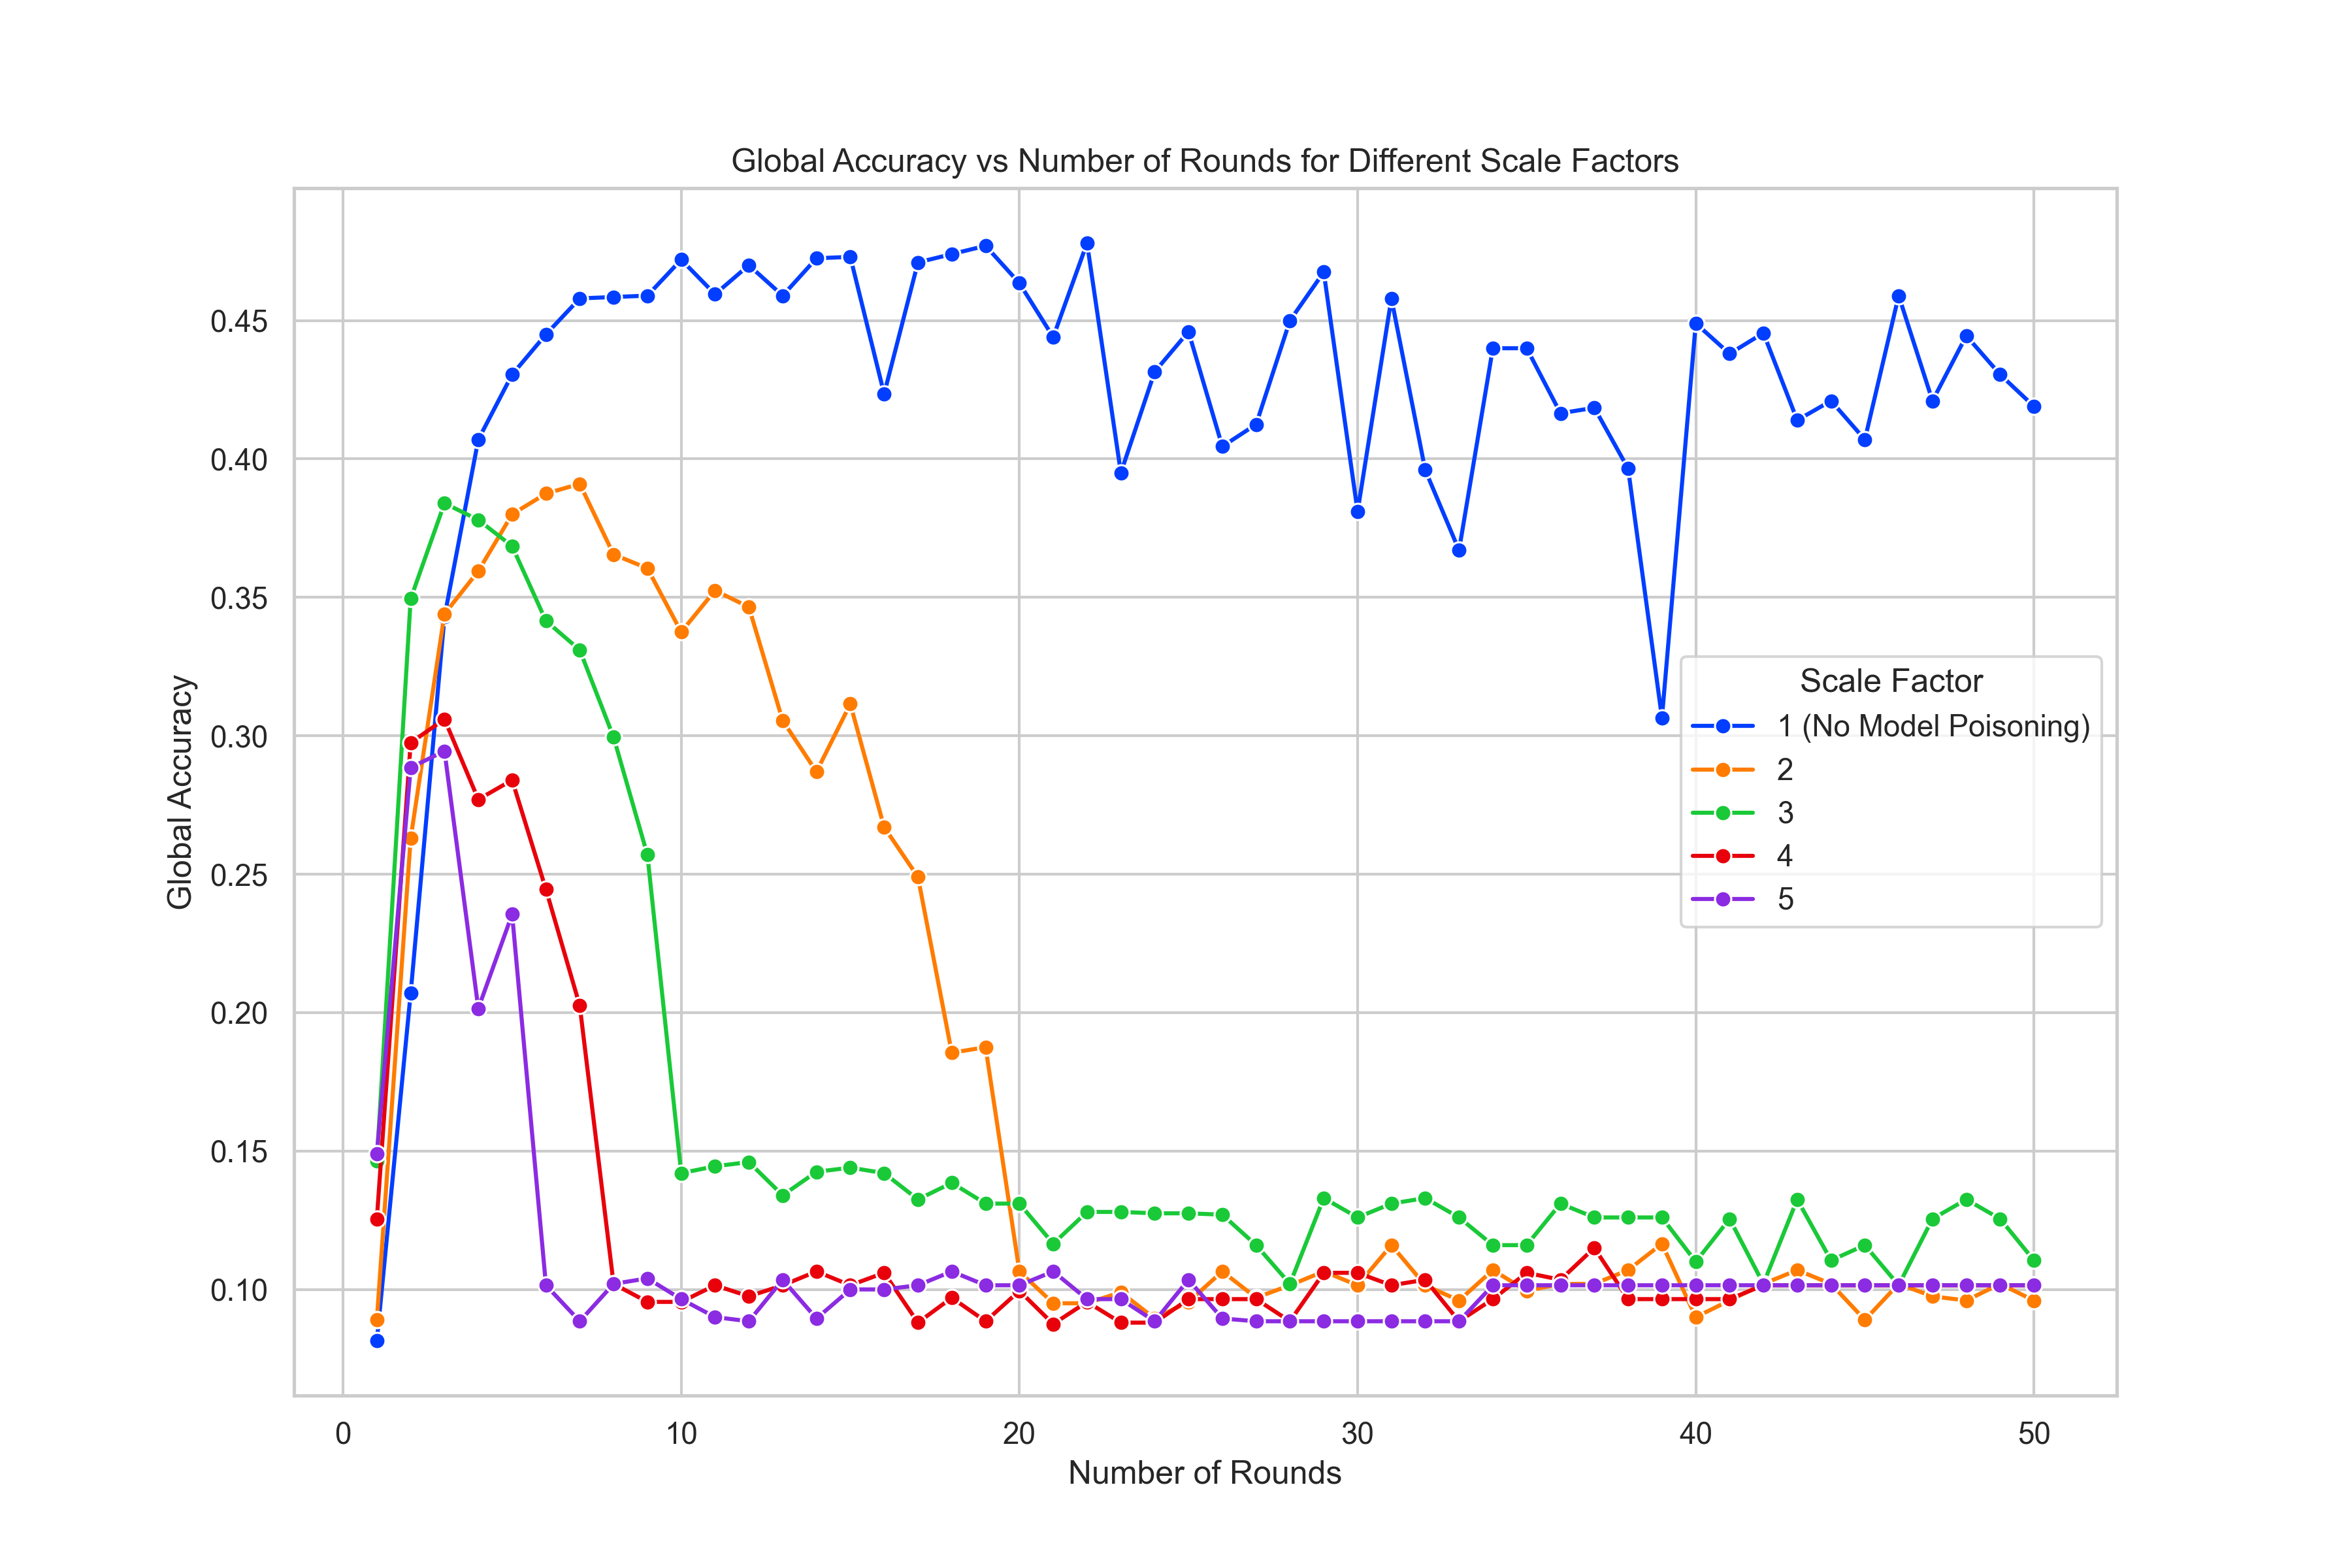 Global Accuracy vs Number of Rounds for Different Scale Factors
Global Accuracy
0.45
0.40
0.35
0.30
0.25
0.20
0.15
0.10
Scale Factor
1 (No Model Poisoning)
2
3
4
5
0 10 20 30 40 50
Number of Rounds